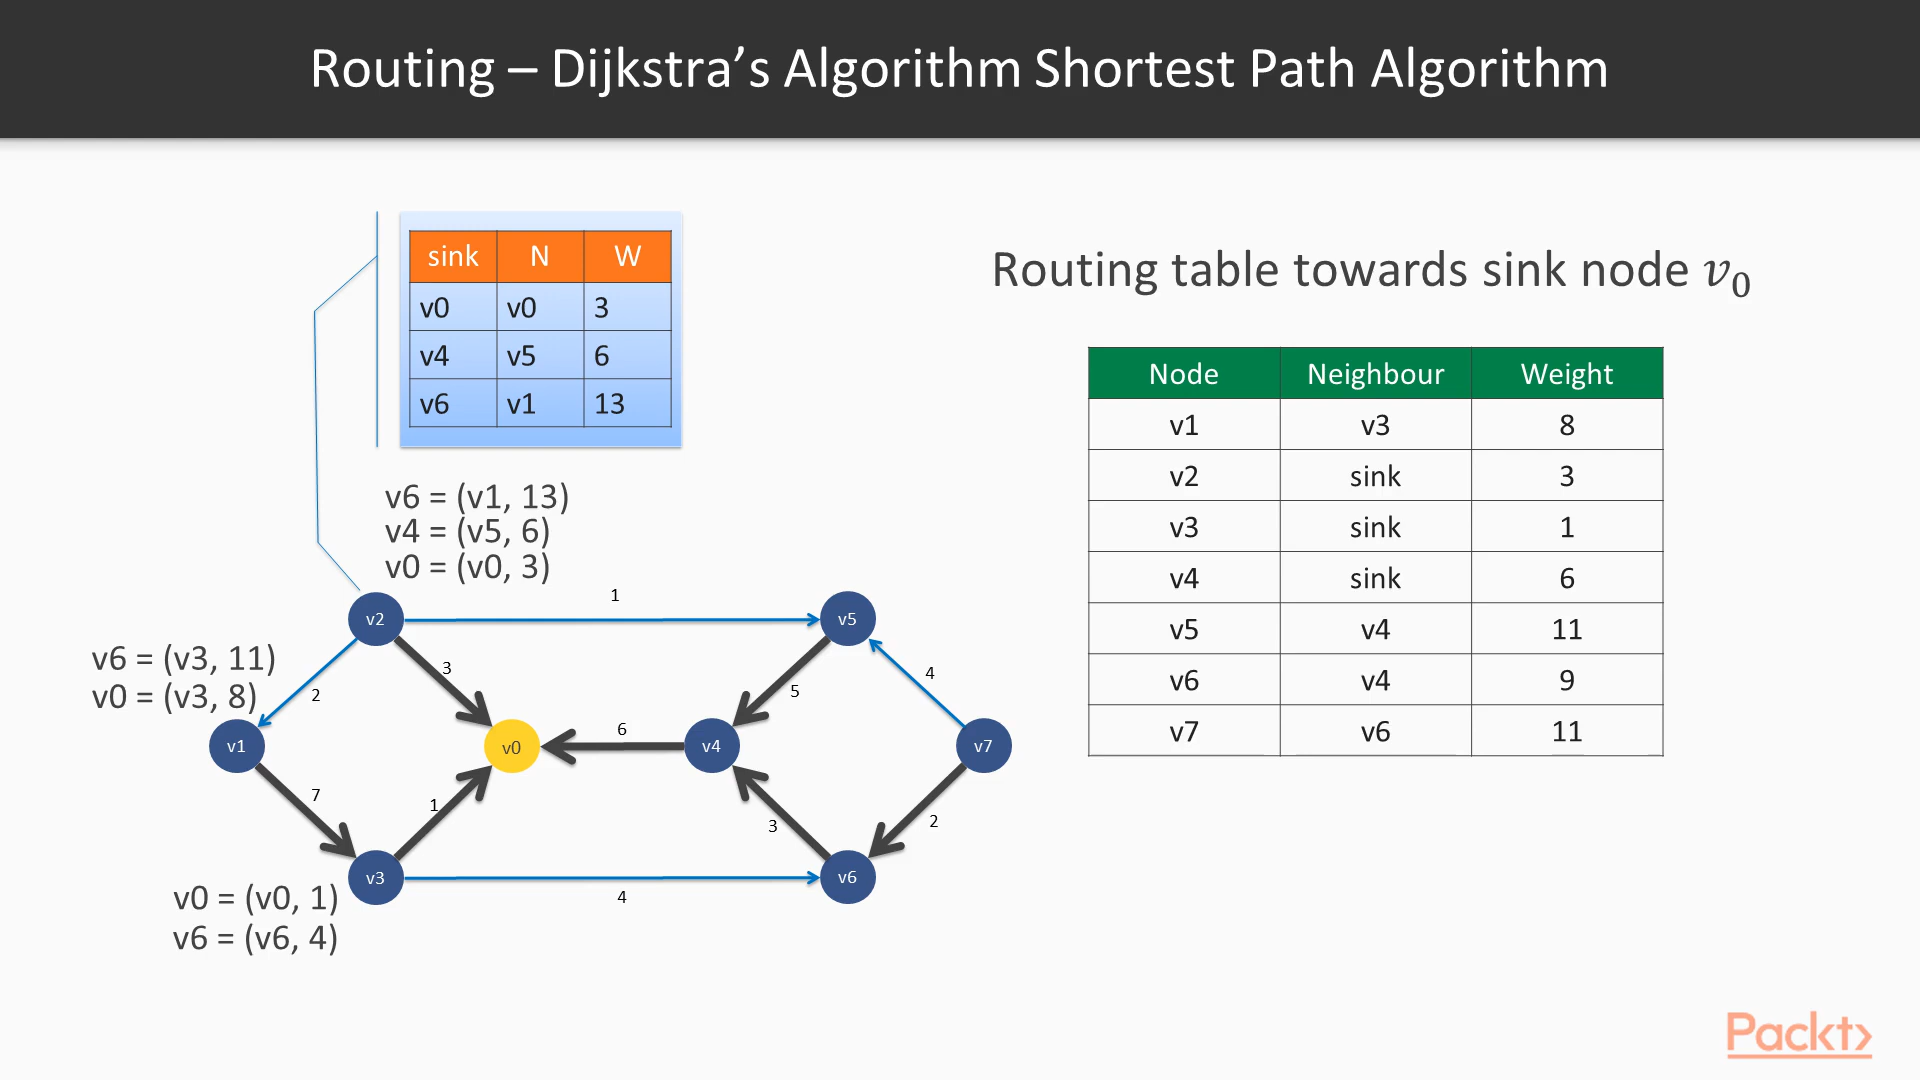 Routing – Dijkstra's Algorithm Shortest Path Algorithm
sink N W
v0 v0 3
v4 v5 6
v6 v1 13
Routing table towards sink node v0
Node Neighbour Weight
v1 v3 8
v2 sink 3
v3 sink 1
v4 sink 6
v5 v4 11
v6 v4 9
v7 v6 11
v6 = (v1, 13)
v4 = (v5, 6)
v0 = (v0, 3)
1
v2
v5
v6 = (v3, 11)
v0 = (v3, 8)
2
3
5
4
6
v1
v0
v4
v7
7
1
3
2
v3
v6
4
v0 = (v0, 1)
v6 = (v6, 4)
Packt